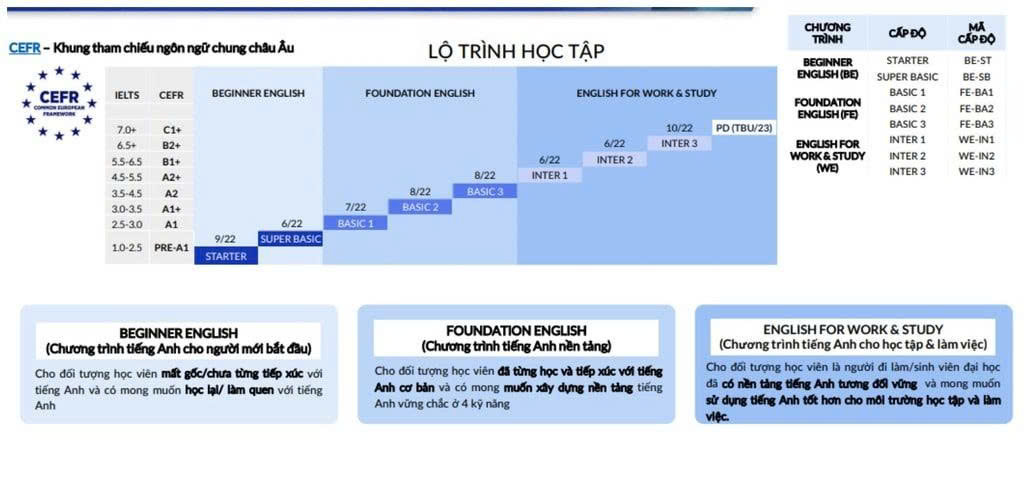 CEFR – Khung tham chiếu ngôn ngữ chung châu Âu
LỘ TRÌNH HỌC TẬP
CEFR
COMMON EUROPEAN
FRAMEWORK
IELTS CEFR BEGINNER ENGLISH FOUNDATION ENGLISH ENGLISH FOR WORK & STUDY
7.0+ C1+ 10/22 PD (TBU/23)
6.5+ B2+ 6/22 INTER 3
5.5-6.5 B1+ 6/22 INTER 2
4.5-5.5 A2+ 8/22 INTER 1
3.5-4.5 A2 8/22 BASIC 3
3.0-3.5 A1+ 7/22 BASIC 2
2.5-3.0 A1 6/22 BASIC 1
1.0-2.5 PRE-A1 9/22 SUPER BASIC
STARTER
CHƯƠNG TRÌNH CẤP ĐỘ MÃ CẤP ĐỘ
BEGINNER ENGLISH (BE) STARTER BE-ST
SUPER BASIC BE-SB
FOUNDATION ENGLISH (FE) BASIC 1 FE-BA1
BASIC 2 FE-BA2
BASIC 3 FE-BA3
ENGLISH FOR WORK & STUDY (WE) INTER 1 WE-IN1
INTER 2 WE-IN2
INTER 3 WE-IN3
BEGINNER ENGLISH
(Chương trình tiếng Anh cho người mới bắt đầu)
Cho đối tượng học viên mất gốc/chưa từng tiếp xúc với
tiếng Anh và có mong muốn học lại/ làm quen với tiếng
Anh
FOUNDATION ENGLISH
(Chương trình tiếng Anh nền tảng)
Cho đối tượng học viên đã từng học và tiếp xúc với tiếng
Anh cơ bản và có mong muốn xây dựng nền tảng tiếng
Anh vững chắc ở 4 kỹ năng
ENGLISH FOR WORK & STUDY
(Chương trình tiếng Anh cho học tập & làm việc)
Cho đối tượng học viên là người đi làm/sinh viên đại học
đã có nền tảng tiếng Anh tương đối vững và mong muốn
sử dụng tiếng Anh tốt hơn cho môi trường học tập và làm
việc.